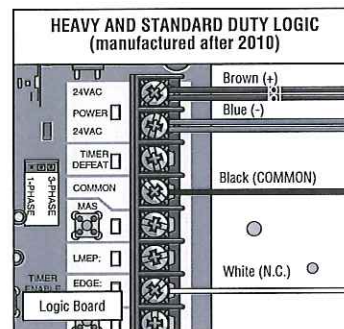 HEAVY AND STANDARD DUTY LOGIC
(manufactured after 2010)
Brown (+)
24VAC
POWER
Blue (-)
24VAC
TIMER
DEFEAT
3-PHASE
1-PHASE
COMMON
Black (COMMON)
MAS
LMEP:
TIMER
ENABLE
EDGE:
White (N.C.)
Logic Board